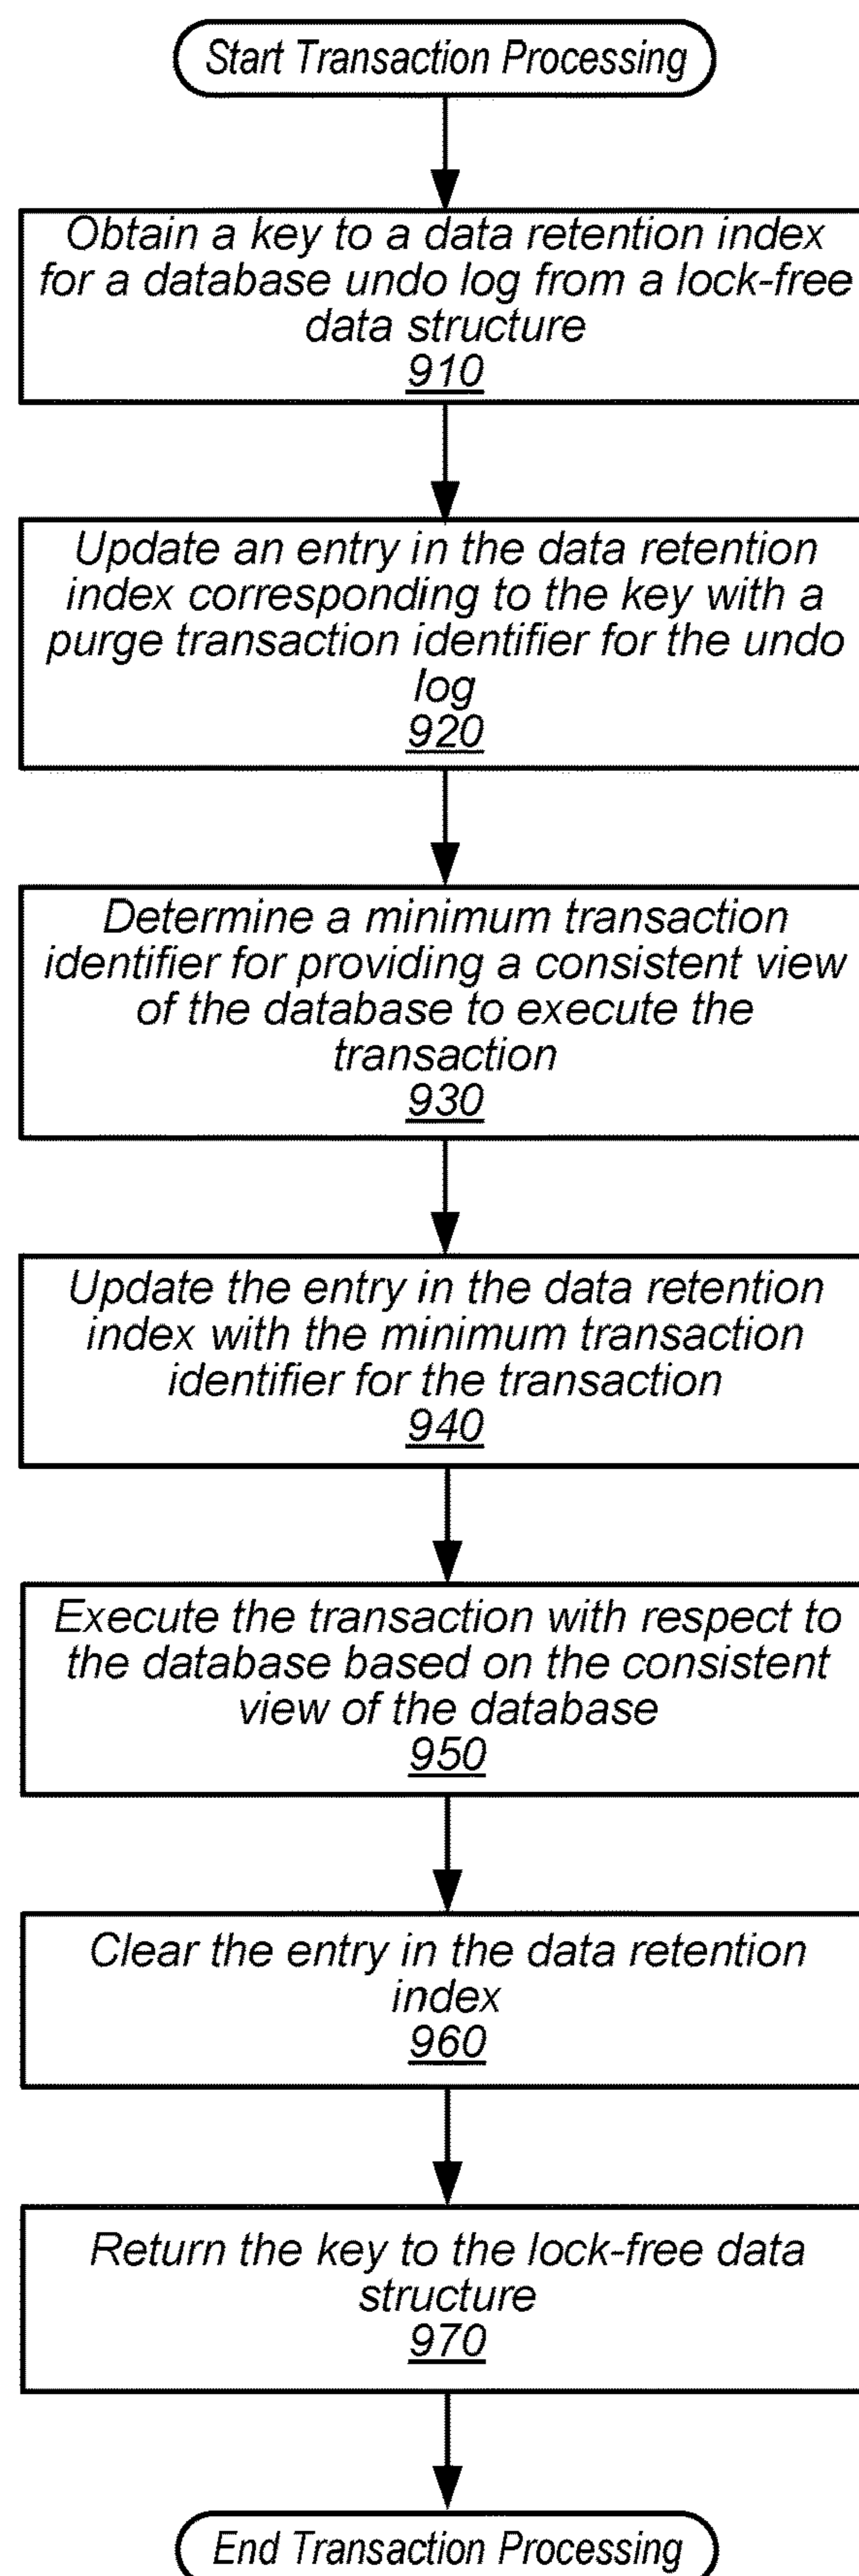 Start Transaction Processing
Obtain a key to a data retention index
for a database undo log from a lock-free
data structure
910
Update an entry in the data retention
index corresponding to the key with a
purge transaction identifier for the undo
log
920
Determine a minimum transaction
identifier for providing a consistent view
of the database to execute the
transaction
930
Update the entry in the data retention
index with the minimum transaction
identifier for the transaction
940
Execute the transaction with respect to
the database based on the consistent
view of the database
950
Clear the entry in the data retention
index
960
Return the key to the lock-free data
structure
970
End Transaction Processing